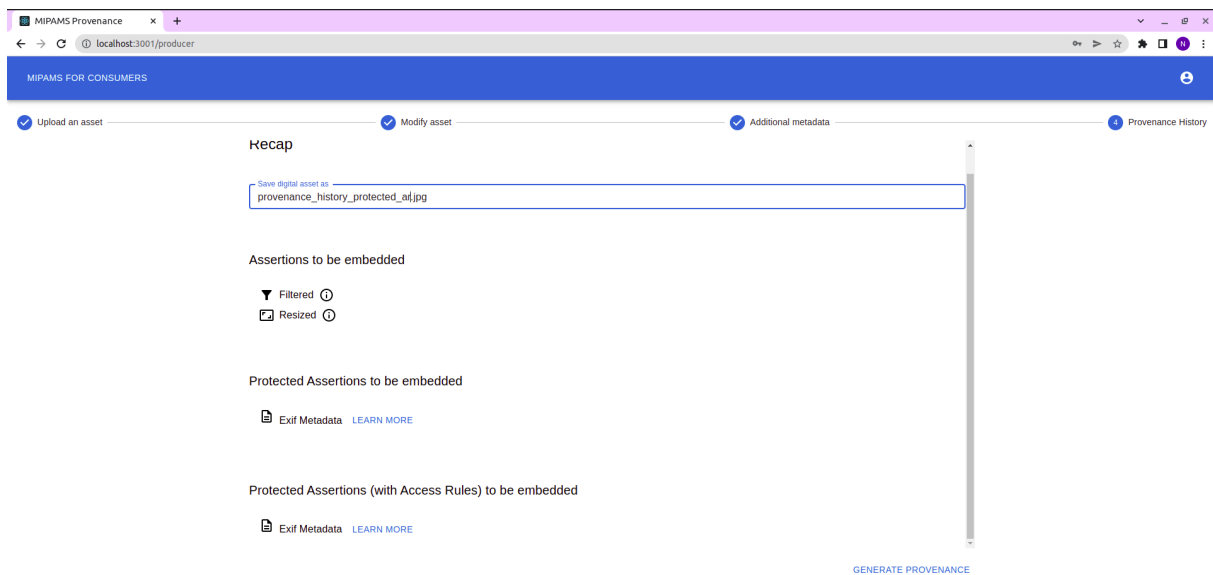 MIPAMS Provenance
localhost:3001/producer
N
MIPAMS FOR CONSUMERS
Upload an asset
Modify asset
Additional metadata
4 Provenance History
Recap
Save digital asset as
provenance_history_protected_ar.jpg
Assertions to be embedded
Filtered
Resized
Protected Assertions to be embedded
Exif Metadata LEARN MORE
Protected Assertions (with Access Rules) to be embedded
Exif Metadata LEARN MORE
GENERATE PROVENANCE